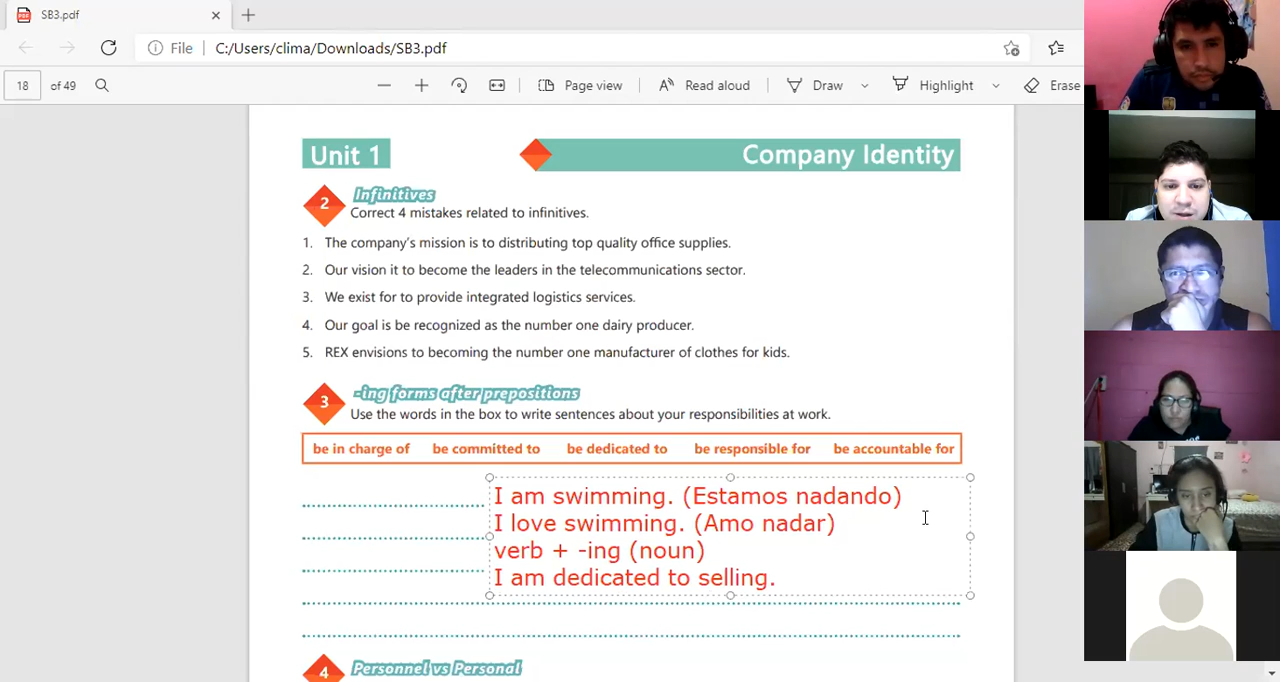 SB3.pdf
File C:/Users/clima/Downloads/SB3.pdf
18 of 49 Page view Read aloud Draw Highlight Erase
Unit 1 Company Identity
2 Infinitives
Correct 4 mistakes related to infinitives.
1. The company's mission is to distributing top quality office supplies.
2. Our vision it to become the leaders in the telecommunications sector.
3. We exist for to provide integrated logistics services.
4. Our goal is be recognized as the number one dairy producer.
5. REX envisions to becoming the number one manufacturer of clothes for kids.
3 -ing forms after prepositions
Use the words in the box to write sentences about your responsibilities at work.
be in charge of be committed to be dedicated to be responsible for be accountable for
I am swimming. (Estamos nadando)
I love swimming. (Amo nadar)
verb + -ing (noun)
I am dedicated to selling.
4 Personnel vs Personal